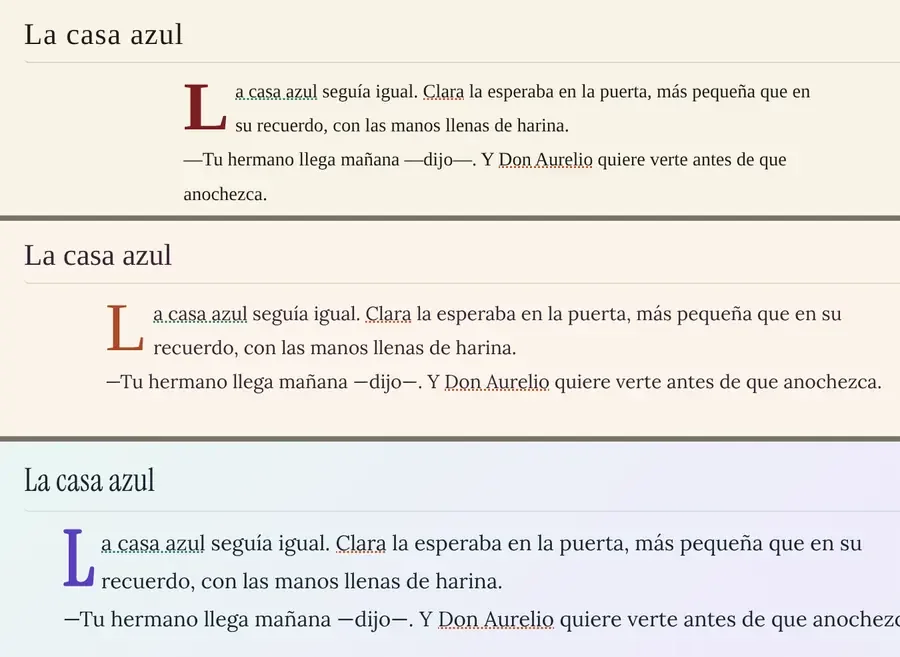 La casa azul
La casa azul seguía igual. Clara la esperaba en la puerta, más pequeña que en
su recuerdo, con las manos llenas de harina.
—Tu hermano llega mañana —dijo—. Y Don Aurelio quiere verte antes de que
anochezca.
La casa azul
La casa azul seguía igual. Clara la esperaba en la puerta, más pequeña que en su
recuerdo, con las manos llenas de harina.
—Tu hermano llega mañana —dijo—. Y Don Aurelio quiere verte antes de que anochezca.
La casa azul
La casa azul seguía igual. Clara la esperaba en la puerta, más pequeña que en su
recuerdo, con las manos llenas de harina.
—Tu hermano llega mañana —dijo—. Y Don Aurelio quiere verte antes de que